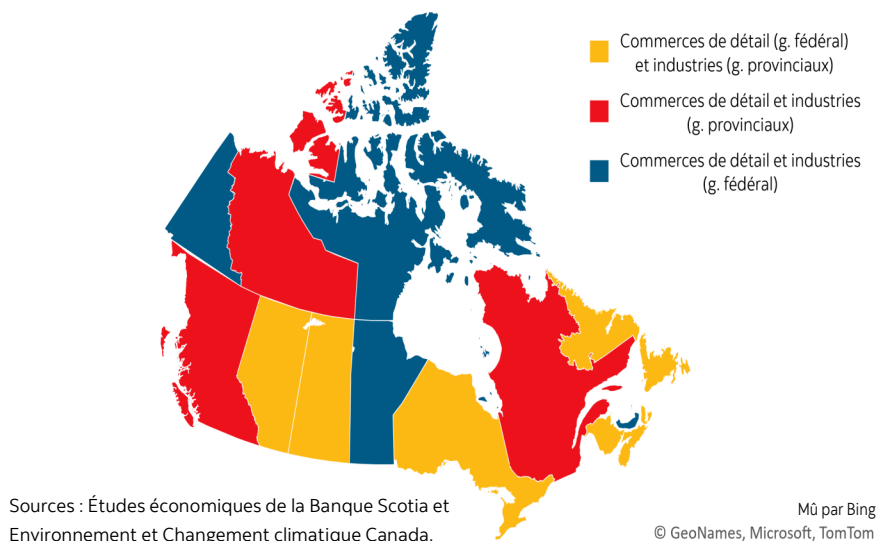 Commerces de détail (g. fédéral)
et industries (g. provinciaux)
Commerces de détail et industries
(g. provinciaux)
Commerces de détail et industries
(g. fédéral)
Sources : Études économiques de la Banque Scotia et
Environnement et Changement climatique Canada.
Mû par Bing
© GeoNames, Microsoft, TomTom